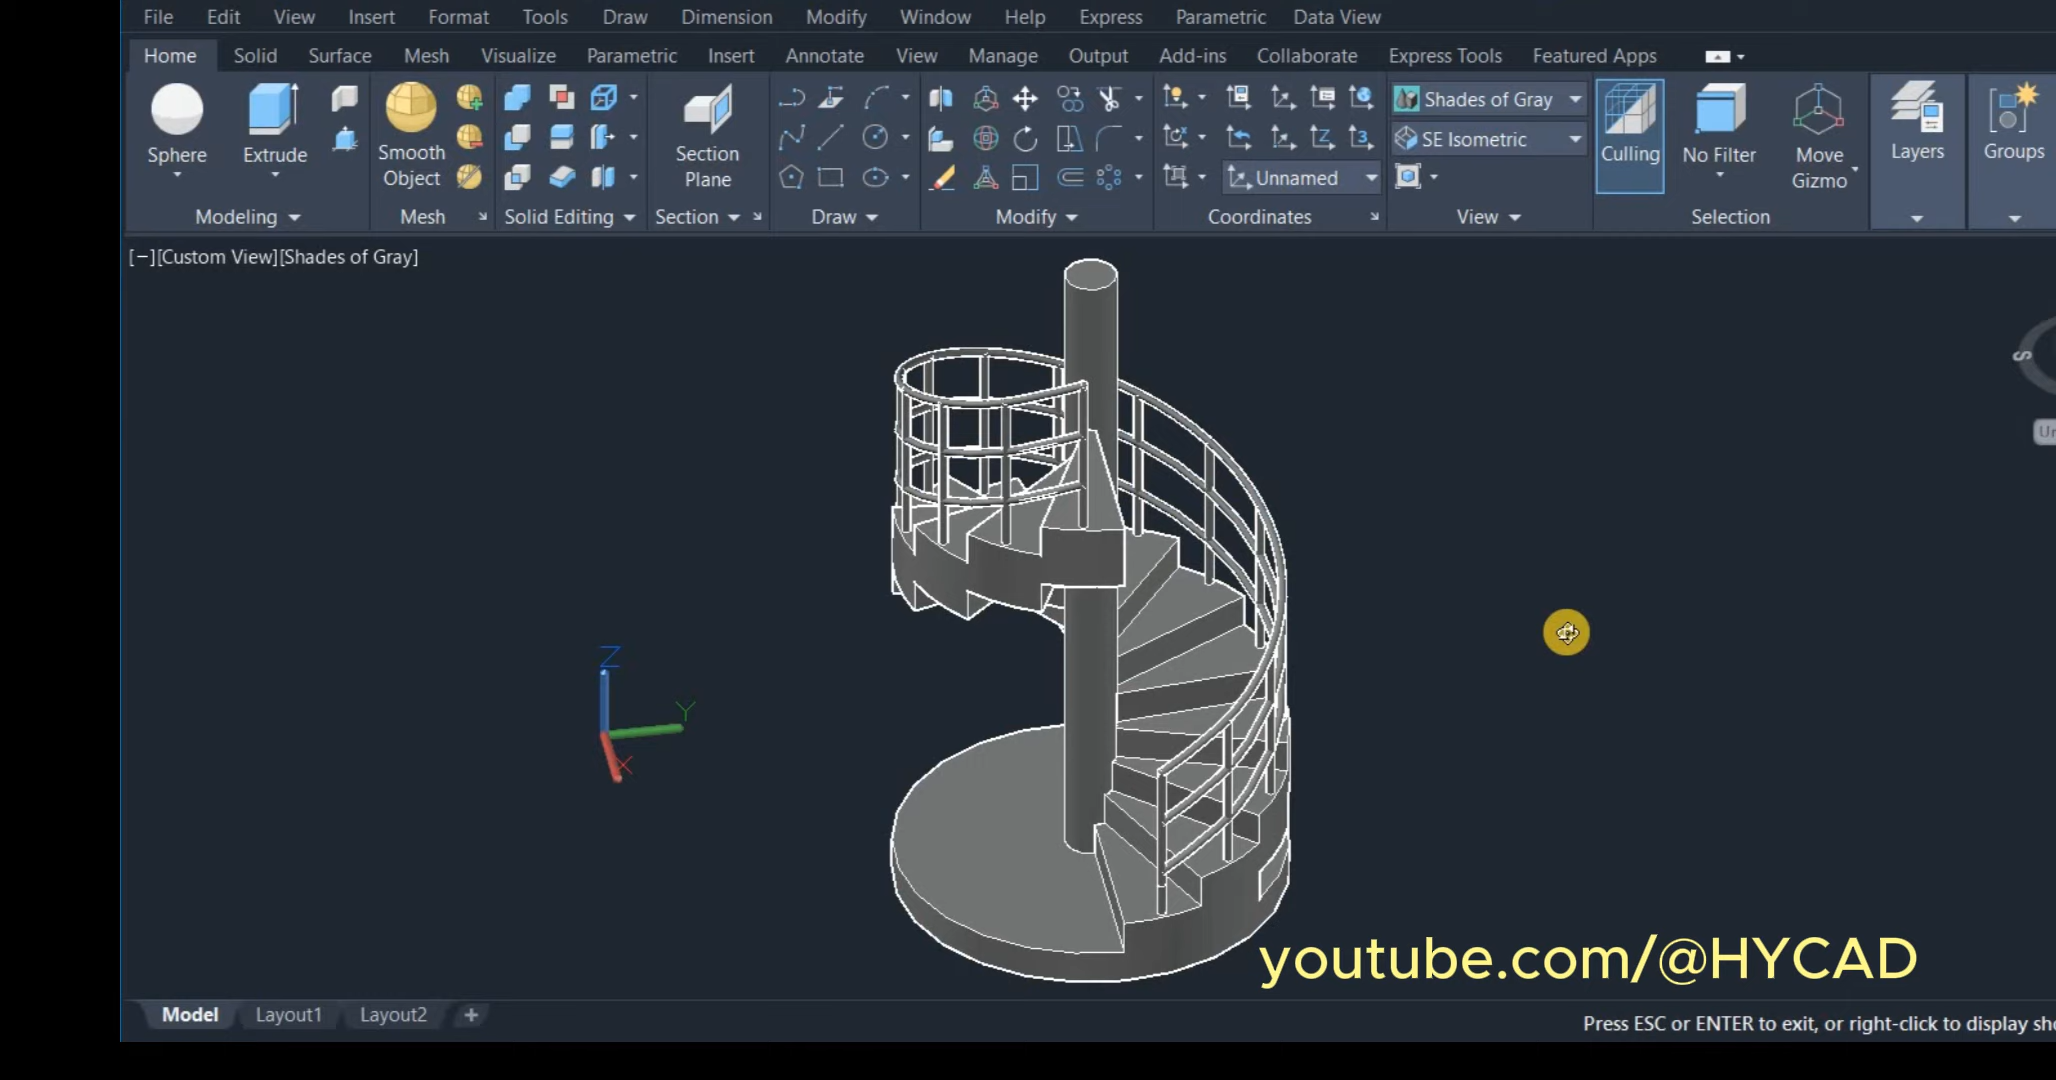 File Edit View Insert Format Tools Draw Dimension Modify Window Help Express Parametric Data View
Home Solid Surface Mesh Visualize Parametric Insert Annotate View Manage Output Add-ins Collaborate Express Tools Featured Apps
Sphere
Extrude
Smooth
Object
Section
Plane
Shades of Gray
SE Isometric
Unnamed
Culling
No Filter
Move
Gizmo
Layers
Groups
Modeling Mesh Solid Editing Section Draw Modify Coordinates View Selection
[−][Custom View][Shades of Gray]
S
Z
Y
X
youtube.com/@HYCAD
Model Layout1 Layout2 +
Press ESC or ENTER to exit, or right-click to display